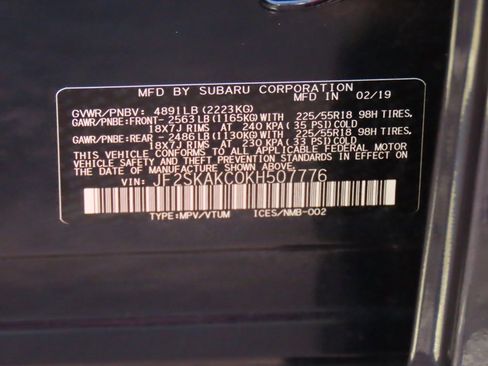 MFD BY SUBARU CORPORATION IN 02/19
GVWR/PNBV: 4891LB(2223KG)
GAWR/PNBE:FRONT-2563LB(1165KG)WITH 225/55R18 98H TIRES,
18X7J RIMS AT 240 KPA(35 PSI)COLD
GAWR/PNBE:REAR -2486LB(1130KG)WITH 225/55R18 98H TIRES,
18X7J RIMS AT 230 KPA(33 PSI)COLD
THIS VEHICLE CONFORMS TO ALL APPLICABLE FEDERAL MOTOR
VEHICLE SAFETY AND THEFT PREVENTION STANDARDS IN EFFECT
ON THE DATE OF MANUFACTURE SHOWN ABOVE.
VIN: JF2SKAKC0KH507776
TYPE:MPV/VTUM ICES/NMB-002